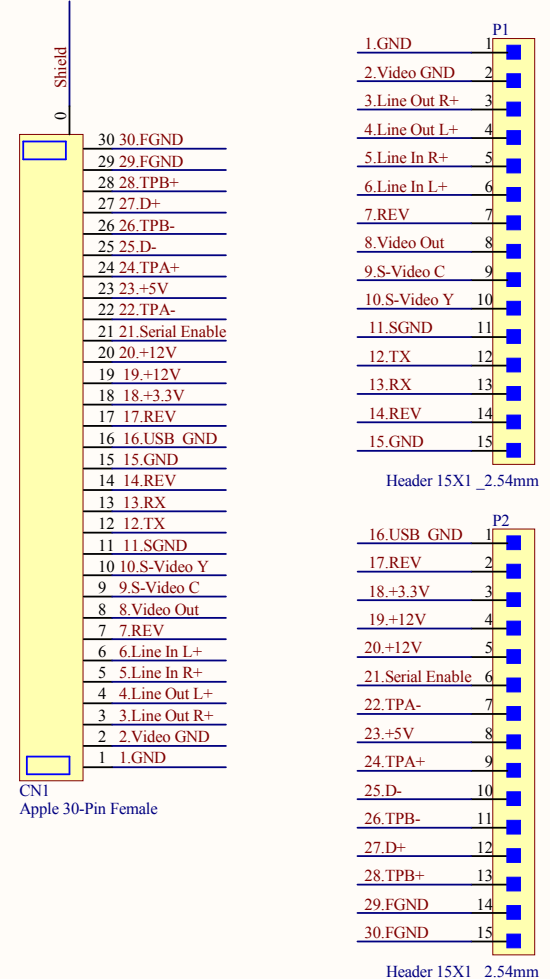 Shield
0
30 30.FGND
29 29.FGND
28 28.TPB+
27 27.D+
26 26.TPB-
25 25.D-
24 24.TPA+
23 23.+5V
22 22.TPA-
21 21.Serial Enable
20 20.+12V
19 19.+12V
18 18.+3.3V
17 17.REV
16 16.USB_GND
15 15.GND
14 14.REV
13 13.RX
12 12.TX
11 11.SGND
10 10.S-Video Y
9 9.S-Video C
8 8.Video Out
7 7.REV
6 6.Line In L+
5 5.Line In R+
4 4.Line Out L+
3 3.Line Out R+
2 2.Video GND
1 1.GND
CN1
Apple 30-Pin Female
P1
1.GND 1
2.Video GND 2
3.Line Out R+ 3
4.Line Out L+ 4
5.Line In R+ 5
6.Line In L+ 6
7.REV 7
8.Video Out 8
9.S-Video C 9
10.S-Video Y 10
11.SGND 11
12.TX 12
13.RX 13
14.REV 14
15.GND 15
Header 15X1 _2.54mm
P2
16.USB_GND 1
17.REV 2
18.+3.3V 3
19.+12V 4
20.+12V 5
21.Serial Enable 6
22.TPA- 7
23.+5V 8
24.TPA+ 9
25.D- 10
26.TPB- 11
27.D+ 12
28.TPB+ 13
29.FGND 14
30.FGND 15
Header 15X1 _2.54mm